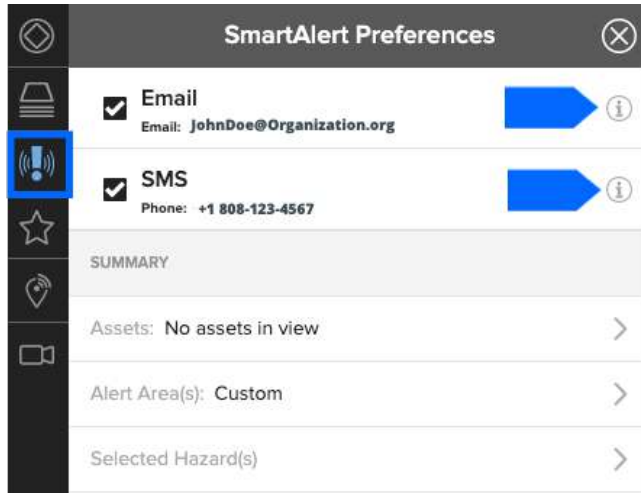 SmartAlert Preferences
Email
Email: JohnDoe@Organization.org
SMS
Phone: +1 808-123-4567
SUMMARY
Assets: No assets in view
Alert Area(s): Custom
Selected Hazard(s)